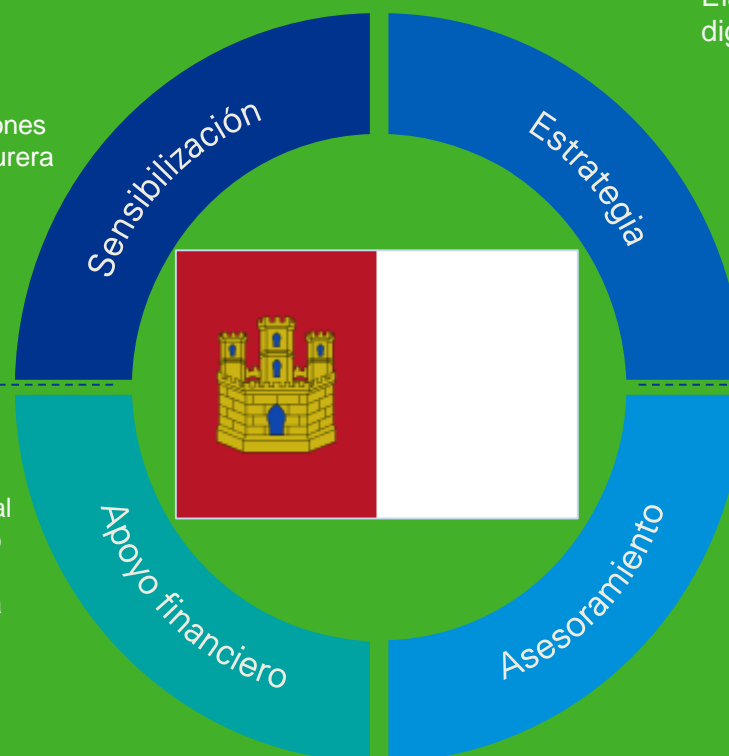 Sensibilización
Estrategia
Apoyo financiero
Asesoramiento